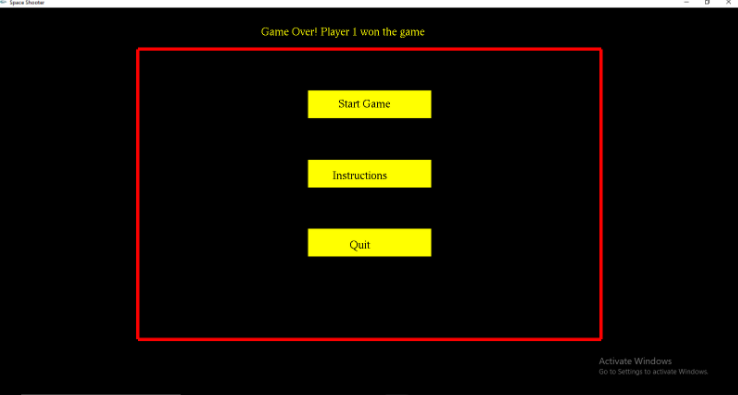 Space Shooter
Game Over! Player 1 won the game
Start Game
Instructions
Quit
Activate Windows
Go to Settings to activate Windows.